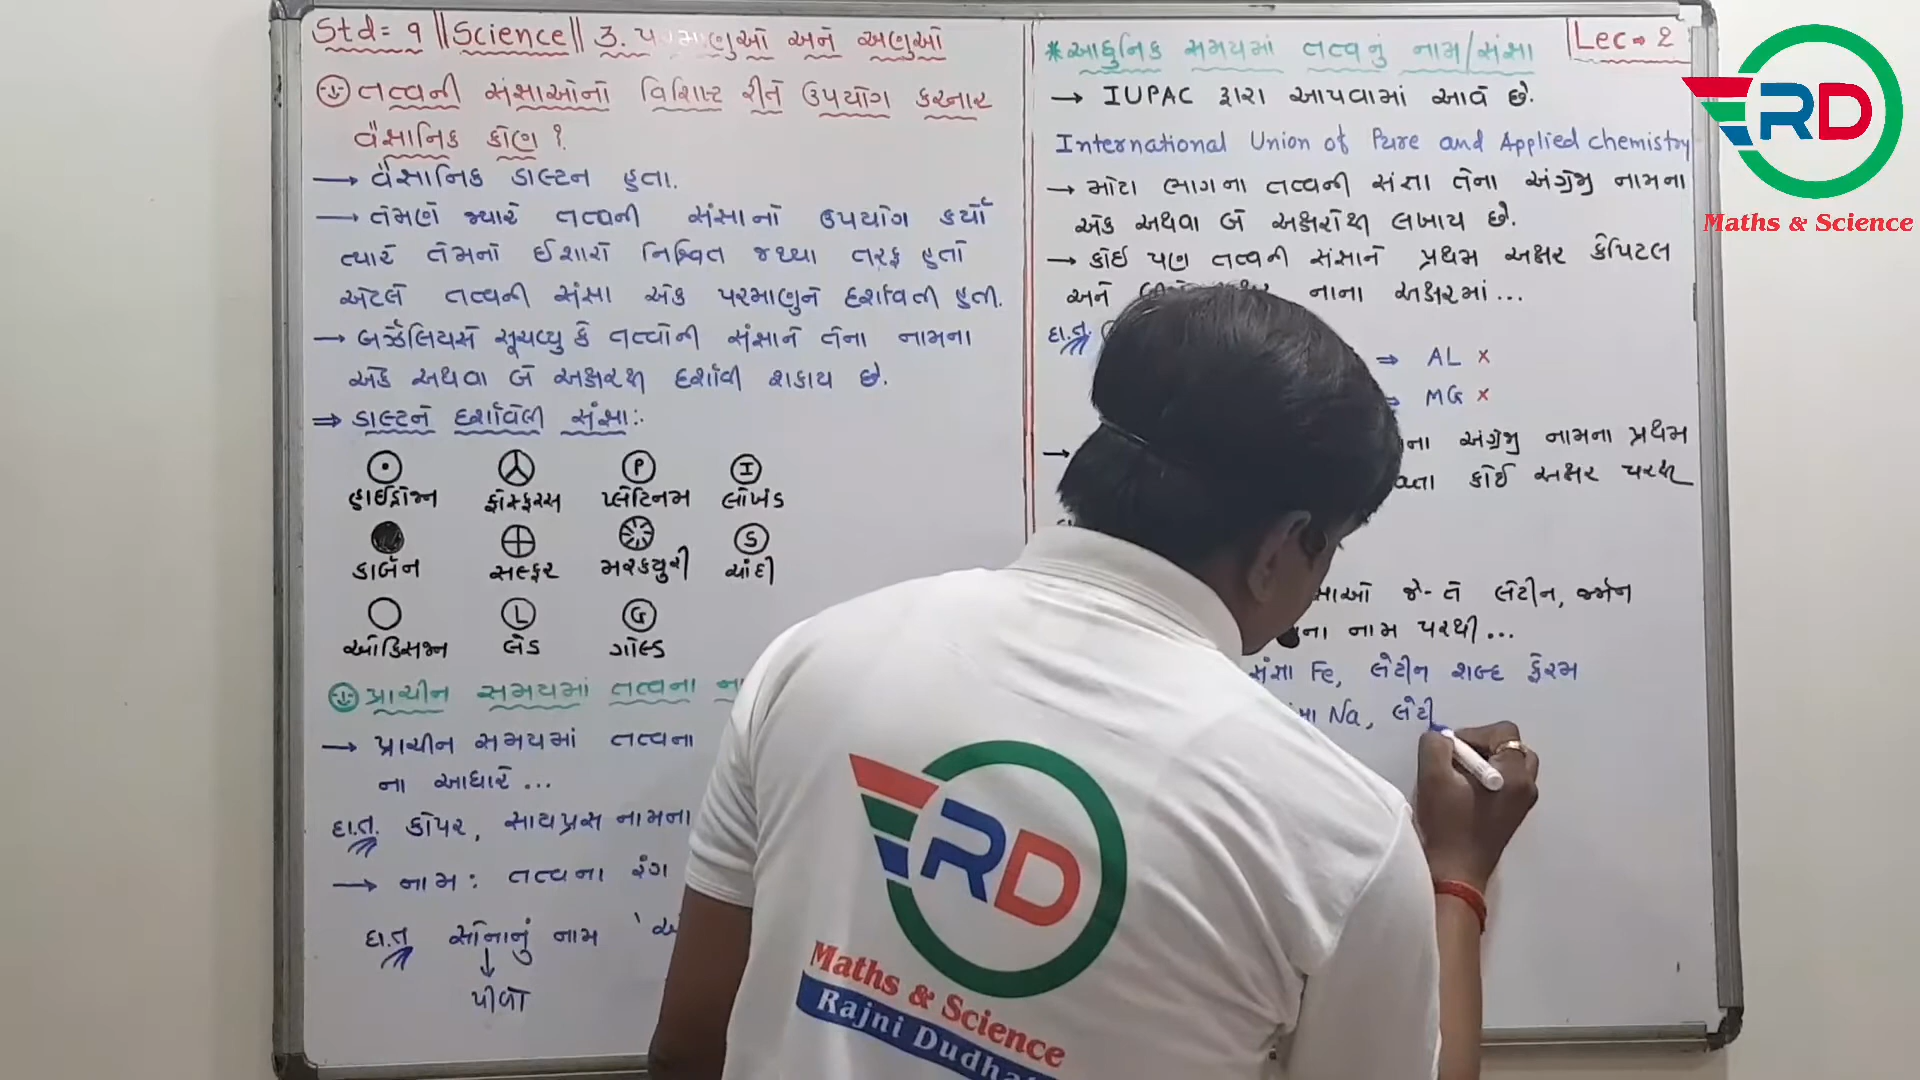 Std= ૧ || Science || 3. પરમાણુઓ અને અણુઓ
તત્વની સંજ્ઞાઓનો વિશિષ્ટ રીતે ઉપયોગ કરનાર
વૈજ્ઞાનિક કોણ ?
→ વૈજ્ઞાનિક ડાલ્ટન હતા.
→ તેમણે જ્યારે તત્વની સંજ્ઞાનો ઉપયોગ કર્યો
ત્યારે તેમનો ઈશારો નિશ્ચિત જથ્થા તરફ હતો
એટલે તત્વની સંજ્ઞા એક પરમાણુને દર્શાવતી હતી.
→ બર્ઝેલિયસે સૂચવ્યુ કે તત્વોની સંજ્ઞાને તેના નામના
એક અથવા બે અક્ષરથી દર્શાવી શકાય છે.
⇒ ડાલ્ટને દર્શાવેલી સંજ્ઞા:-
P I
હાઈડ્રોજન ફોસ્ફરસ પ્લેટિનમ લોખંડ
S
કાર્બન સલ્ફર મરક્યુરી ચાંદી
L G
ઓક્સિજન લેડ ગોલ્ડ
પ્રાચીન સમયમાં તત્વના
→ પ્રાચીન સમયમાં તત્વના
ના આધારે ...
દા.ત. કોપર, સાયપ્રસ નામના
→ નામ : તત્વના રંગ
દા.ત સોનાનું નામ '
↓
પીળો
Lec → 2
*આધુનિક સમયમાં તત્વનું નામ/સંજ્ઞા
→ IUPAC દ્વારા આપવામાં આવે છે.
International Union of Pure and Applied chemistry
→ મોટા ભાગના તત્વની સંજ્ઞા તેના અંગ્રેજી નામના
એક અથવા બે અક્ષરોથી લખાય છે.
→ કોઈ પણ તત્વની સંજ્ઞાને પ્રથમ અક્ષર કેપિટલ
અને નાના અક્ષરમાં...
દા.ત.
⇒ AL ×
MG ×
→ ના અંગ્રેજી નામના પ્રથમ
કોઈ અક્ષર પરથી
જે-તે લેટીન, જર્મન
ના નામ પરથી...
સંજ્ઞા Fe, લેટીન શબ્દ ફેરમ
Na, લેટી
RD
Maths & Science
RD
Maths & Science
Rajni Dudha